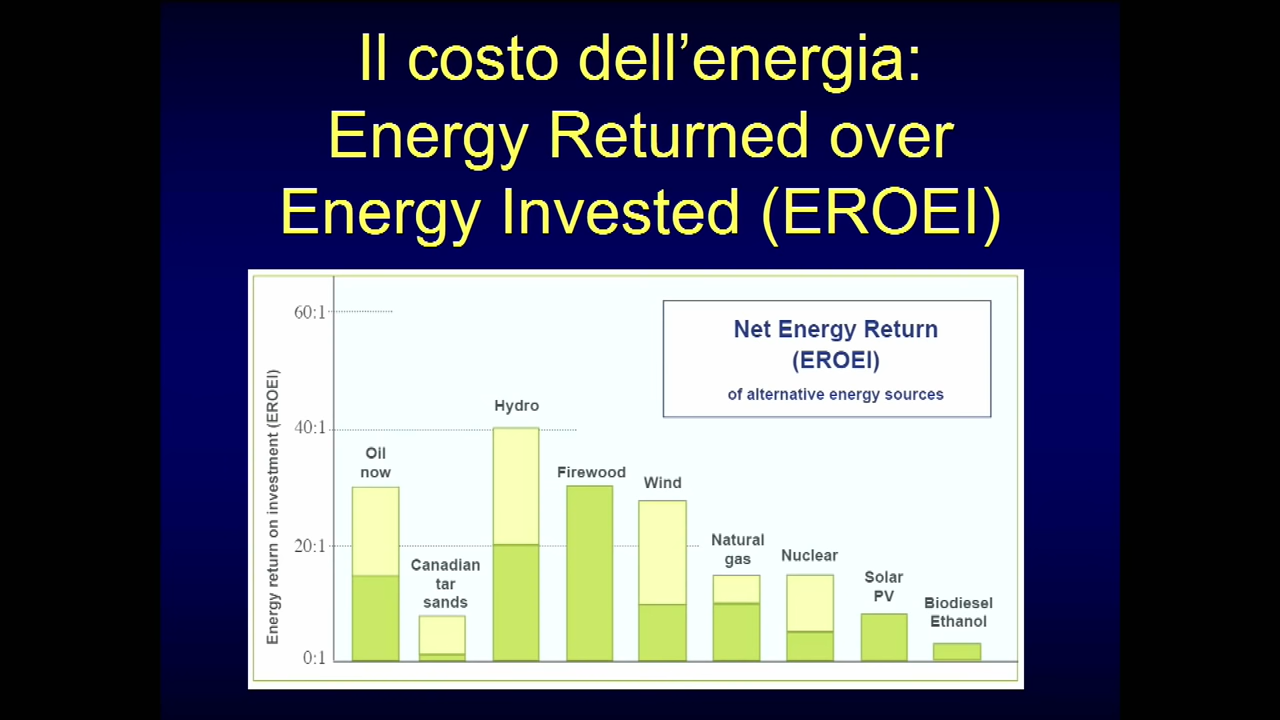 Il costo dell'energia:
Energy Returned over
Energy Invested (EROEI)
Net Energy Return
(EROEI)
of alternative energy sources
Energy return on investment (EROEI)
60:1
40:1
20:1
0:1
Oil
now
Canadian
tar
sands
Hydro
Firewood
Wind
Natural
gas
Nuclear
Solar
PV
Biodiesel
Ethanol